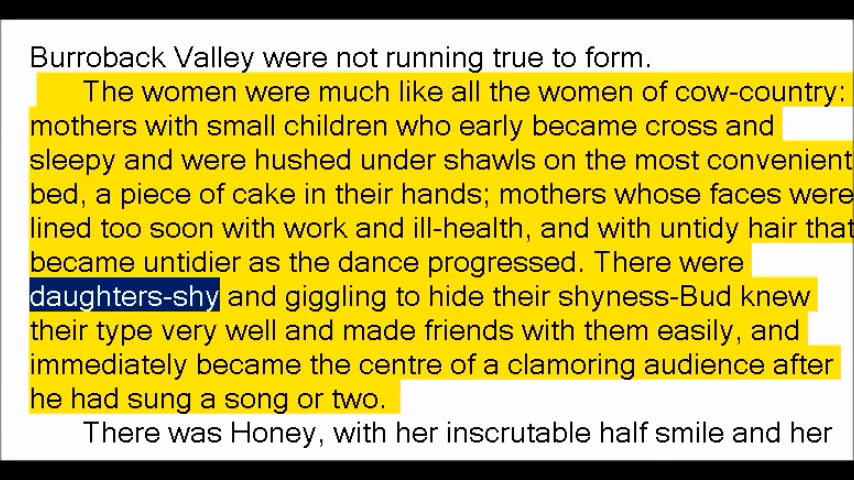 Burroback Valley were not running true to form.
The women were much like all the women of cow-country:
mothers with small children who early became cross and
sleepy and were hushed under shawls on the most convenient
bed, a piece of cake in their hands; mothers whose faces were
lined too soon with work and ill-health, and with untidy hair that
became untidier as the dance progressed. There were
daughters-shy and giggling to hide their shyness-Bud knew
their type very well and made friends with them easily, and
immediately became the centre of a clamoring audience after
he had sung a song or two.
There was Honey, with her inscrutable half smile and her